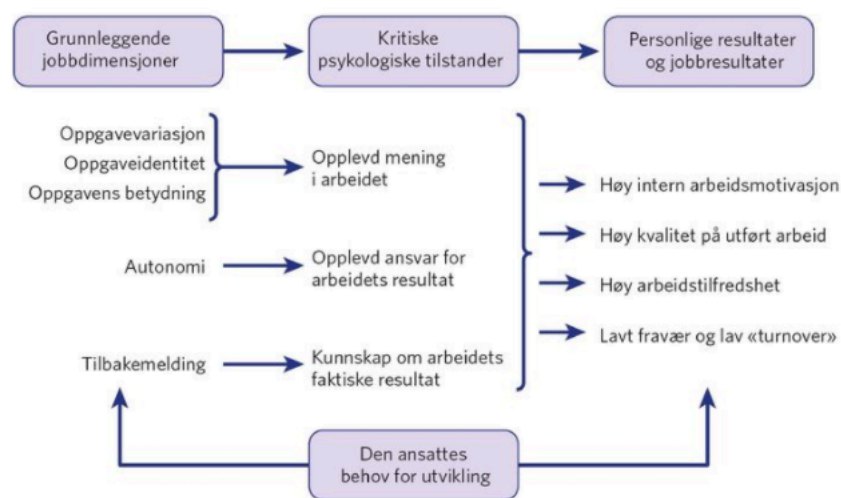 Grunnleggende
jobbdimensjoner
Kritiske
psykologiske tilstander
Personlige resultater
og jobbresultater
Oppgavevariasjon
Oppgaveidentitet
Oppgavens betydning
Opplevd mening
i arbeidet
Autonomi
Opplevd ansvar for
arbeidets resultat
Tilbakemelding
Kunnskap om arbeidets
faktiske resultat
Høy intern arbeidsmotivasjon
Høy kvalitet på utført arbeid
Høy arbeidstilfredshet
Lavt fravær og lav «turnover»
Den ansattes
behov for utvikling